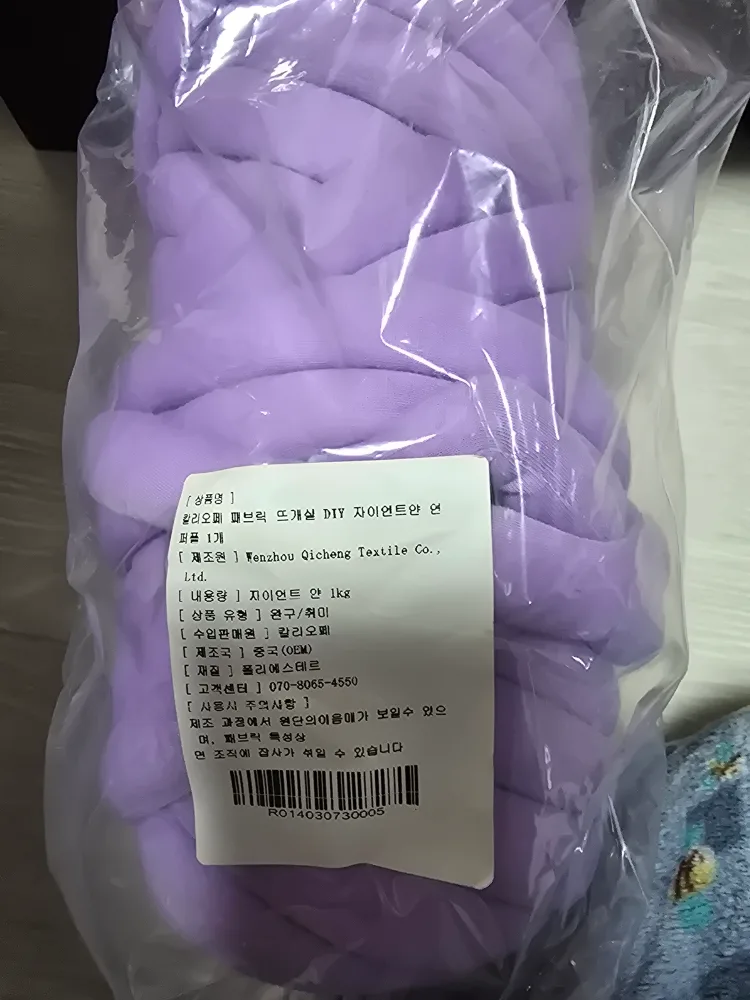 [ 상품명 ]
칼리오페 패브릭 뜨개실 DIY 자이언트얀 연
퍼플 1개
[ 제조원 ] Wenzhou Qicheng Textile Co.,
Ltd.
[ 내용량 ] 자이언트 얀 1kg
[ 상품 유형 ] 완구/취미
[ 수입판매원 ] 칼리오페
[ 제조국 ] 중국(OEM)
[ 재질 ] 폴리에스테르
[ 고객센터 ] 070-8065-4550
[ 사용시 주의사항 ]
제조 과정에서 원단의이음매가 보일수 있으
며, 패브릭 특성상
면 조직에 잡사가 섞일 수 있습니다
R014030730005